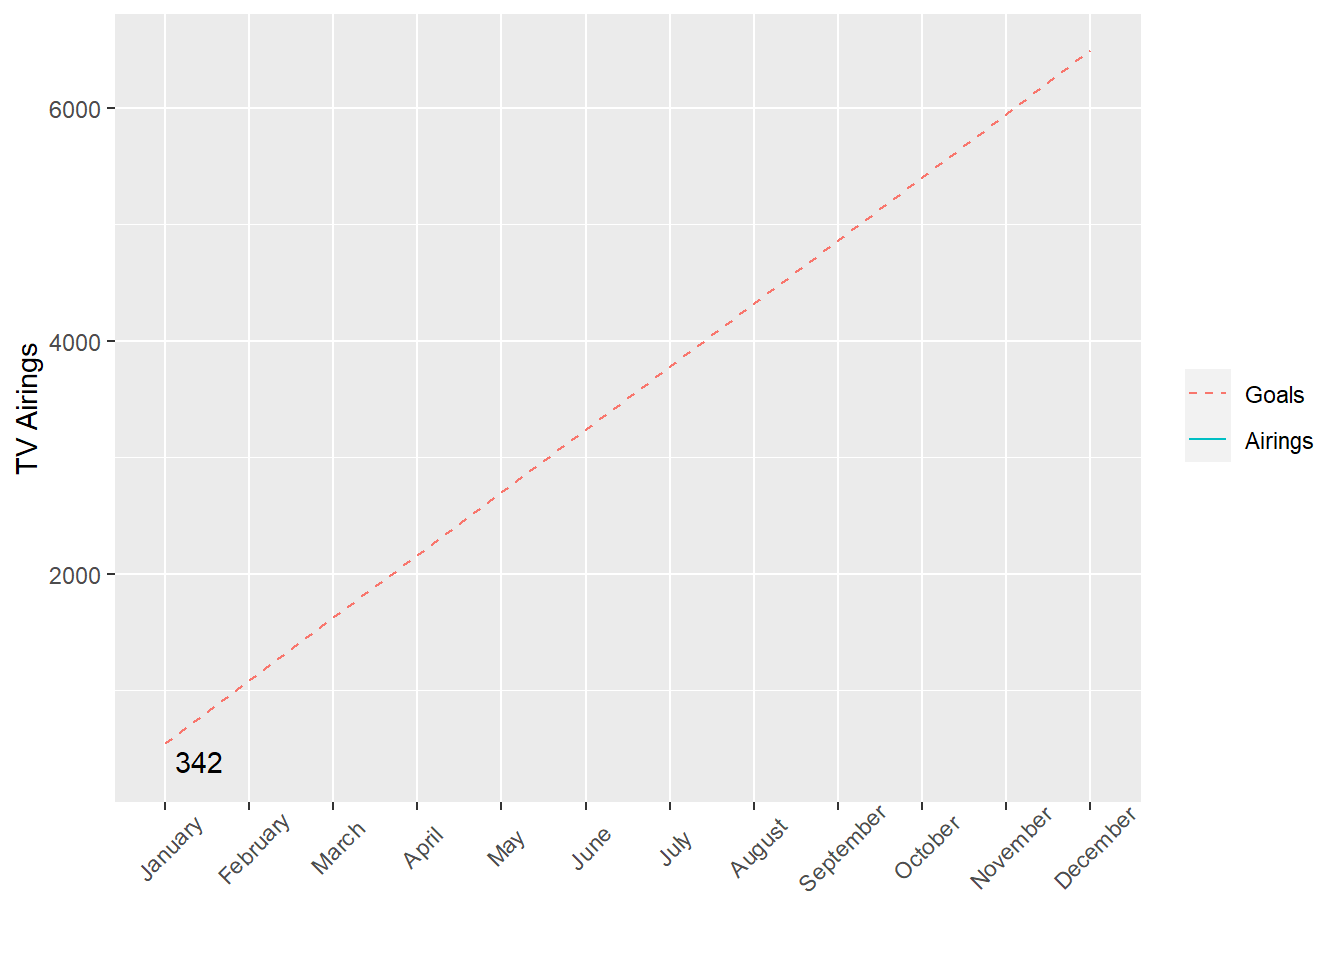 TV Airings
6000
4000
2000
342
January
February
March
April
May
June
July
August
September
October
November
December
Goals
Airings